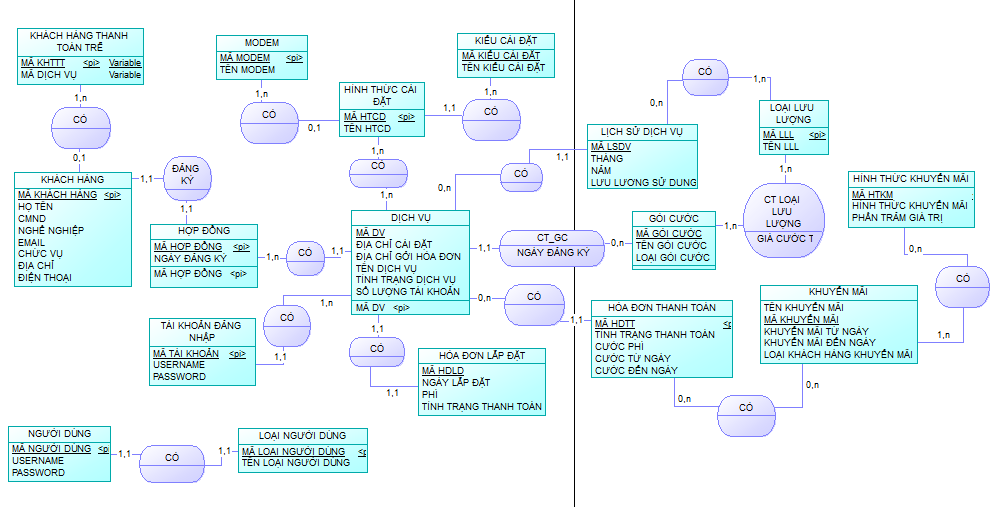 KHÁCH HÀNG THANH
TOÁN TRỄ
MÃ KHTTT <pi> Variable
MÃ DỊCH VỤ Variable
1,n
CÓ
0,1
KHÁCH HÀNG
MÃ KHÁCH HÀNG <pi>
HỌ TÊN
CMND
NGHỀ NGHIỆP
EMAIL
CHỨC VỤ
ĐỊA CHỈ
ĐIỆN THOẠI
1,1
ĐĂNG
KÝ
1,1
HỢP ĐỒNG
MÃ HỢP ĐỒNG <pi>
NGÀY ĐĂNG KÝ
MÃ HỢP ĐỒNG <pi>
1,n
CÓ
1,1
MODEM
MÃ MODEM <pi>
TÊN MODEM
1,n
CÓ
0,1
HÌNH THỨC CÀI
ĐẶT
MÃ HTCD <pi>
TÊN HTCD
1,1
CÓ
1,n
KIỂU CÀI ĐẶT
MÃ KIỂU CÀI ĐẶT
TÊN KIỂU CÀI ĐẶT
1,n
CÓ
1,n
DỊCH VỤ
MÃ DV
ĐỊA CHỈ CÀI ĐẶT
ĐỊA CHỈ GỞI HÓA ĐƠN
TÊN DỊCH VỤ
TÌNH TRẠNG DỊCH VỤ
SỐ LƯỢNG TÀI KHOẢN
MÃ DV <pi>
0,n
CÓ
1,1
LỊCH SỬ DỊCH VỤ
MÃ LSDV
THÁNG
NĂM
LƯU LƯỢNG SỬ DỤNG
0,n
CÓ
1,n
LOẠI LƯU
LƯỢNG
MÃ LLL <pi>
TÊN LLL
1,n
CT LOẠI
LƯU
LƯỢNG
GIÁ CƯỚC T
1,n
GÓI CƯỚC
MÃ GÓI CƯỚC
TÊN GÓI CƯỚC
LOẠI GÓI CƯỚC
0,n
CT_GC
NGÀY ĐĂNG KÝ
1,1
HÌNH THỨC KHUYẾN MÃI
MÃ HTKM
HÌNH THỨC KHUYẾN MÃI
PHẦN TRĂM GIÁ TRỊ
0,n
CÓ
1,n
KHUYẾN MÃI
TÊN KHUYẾN MÃI
MÃ KHUYẾN MÃI
KHUYẾN MÃI TỪ NGÀY
KHUYẾN MÃI ĐẾN NGÀY
LOẠI KHÁCH HÀNG KHUYẾN MÃI
0,n
CÓ
0,n
HÓA ĐƠN THANH TOÁN
MÃ HDTT <p
TÌNH TRẠNG THANH TOÁN
CƯỚC PHÍ
CƯỚC TỪ NGÀY
CƯỚC ĐẾN NGÀY
1,1
CÓ
0,n
1,n
CÓ
1,1
TÀI KHOẢN ĐĂNG
NHẬP
MÃ TÀI KHOẢN <pi>
USERNAME
PASSWORD
1,1
CÓ
1,1
HÓA ĐƠN LẮP ĐẶT
MÃ HDLD
NGÀY LẮP ĐẶT
PHÍ
TÌNH TRẠNG THANH TOÁN
NGƯỜI DÙNG
MÃ NGƯỜI DÙNG <pi
USERNAME
PASSWORD
1,1
CÓ
1,1
LOẠI NGƯỜI DÙNG
MÃ LOẠI NGƯỜI DÙNG <p
TÊN LOẠI NGƯỜI DÙNG